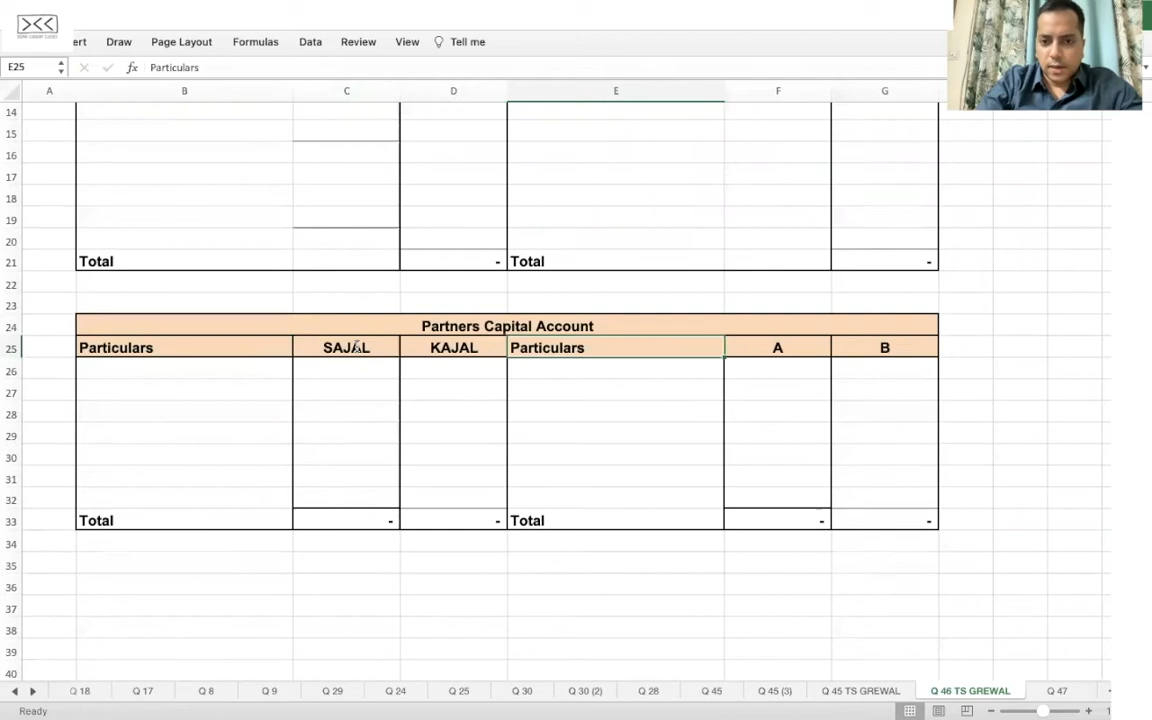 ert Draw Page Layout Formulas Data Review View Tell me
E25 fx Particulars
A B C D E F G
14
15
16
17
18
19
20
21 Total - Total -
22
23
24 Partners Capital Account
25 Particulars SAJAL KAJAL Particulars A B
26
27
28
29
30
31
32
33 Total - - Total - -
34
35
36
37
38
39
40
Q 18 Q 17 Q 8 Q 9 Q 29 Q 24 Q 25 Q 30 Q 30 (2) Q 28 Q 45 Q 45 (3) Q 45 TS GREWAL Q 46 TS GREWAL Q 47
Ready